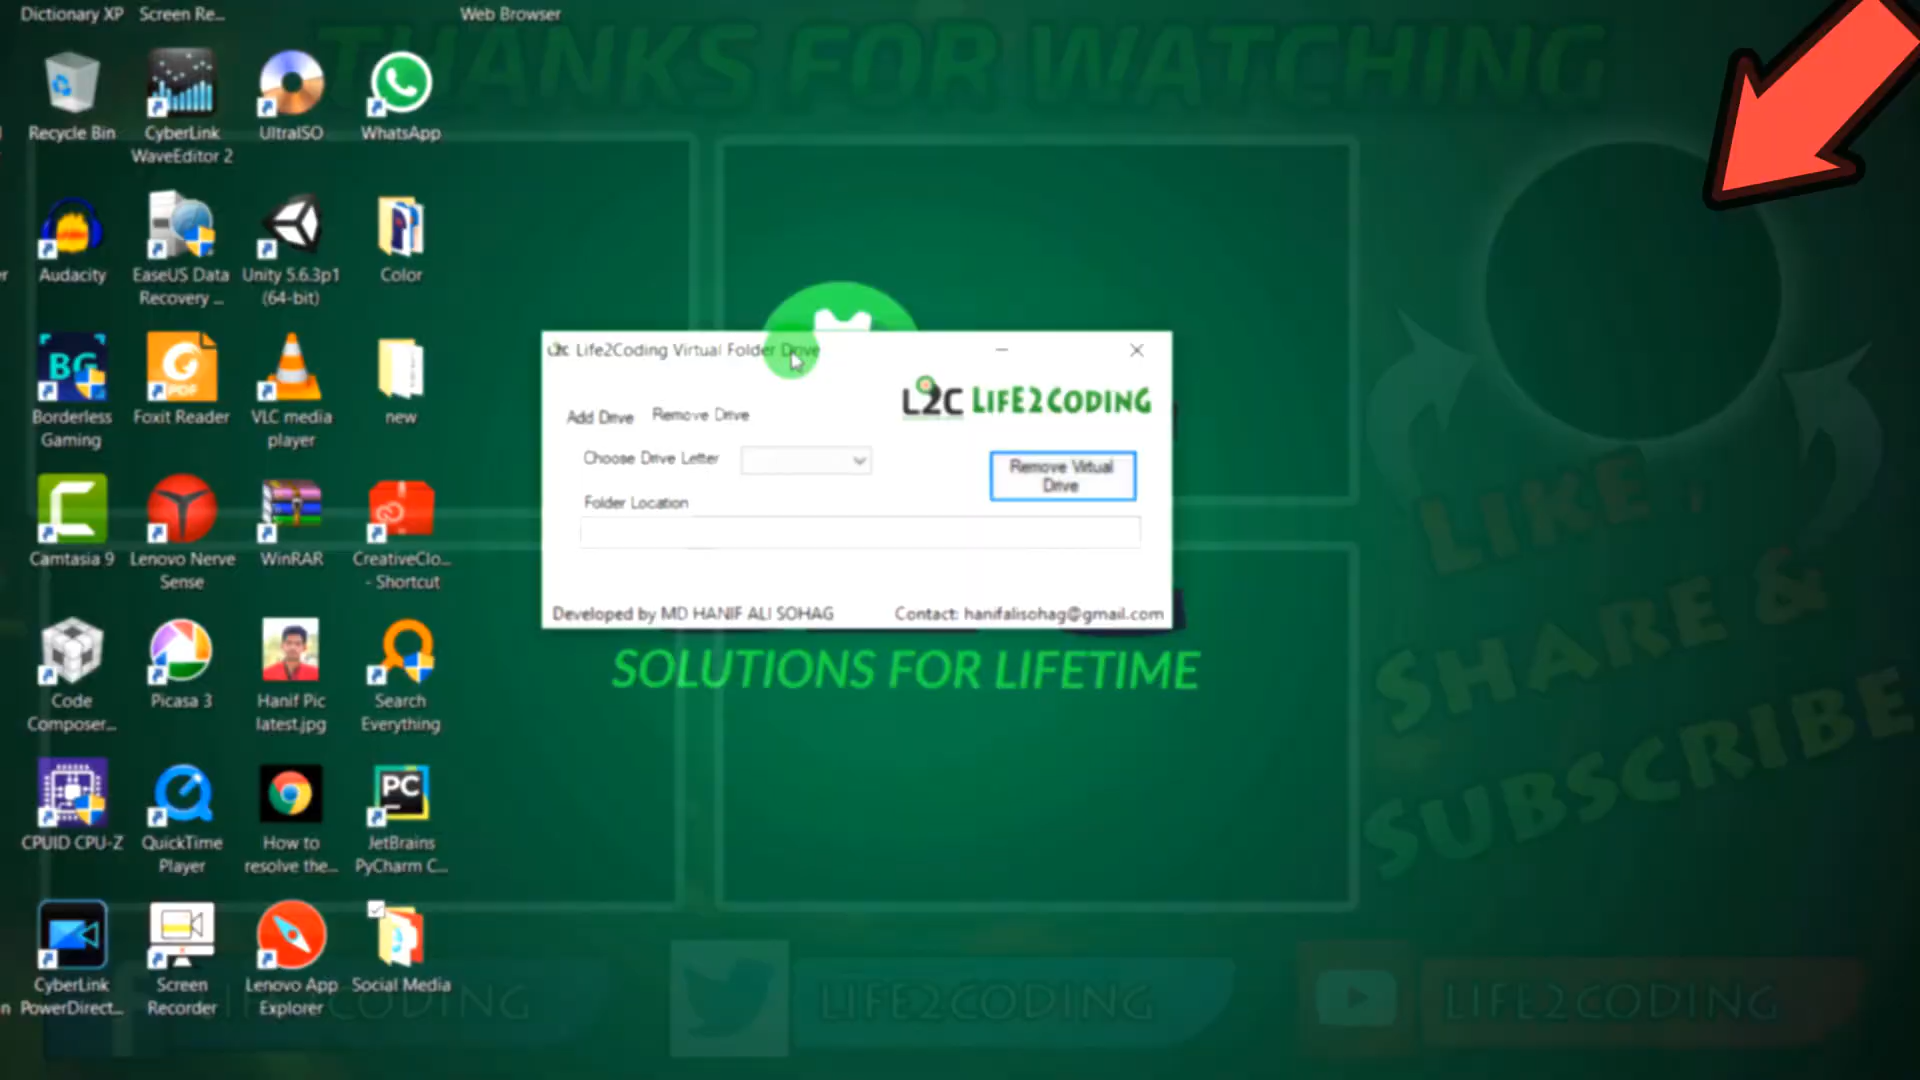 Dictionary XP
Screen Re...
Web Browser
THANKS FOR WATCHING
Recycle Bin
CyberLink
WaveEditor 2
UltraISO
WhatsApp
Audacity
EaseUS Data
Recovery ...
Unity 5.6.3p1
(64-bit)
Color
Borderless
Gaming
Foxit Reader
VLC media
player
new
Camtasia 9
Lenovo Nerve
Sense
WinRAR
CreativeClo...
- Shortcut
Code
Composer...
Picasa 3
Hanif Pic
latest.jpg
Search
Everything
CPUID CPU-Z
QuickTime
Player
How to
resolve the...
JetBrains
PyCharm C...
CyberLink
PowerDirect...
Screen
Recorder
Lenovo App
Explorer
Social Media
L2C Life2Coding Virtual Folder Drive
L2C LIFE2CODING
Add Drive
Remove Drive
Choose Drive Letter
Remove Virtual
Drive
Folder Location
Developed by MD HANIF ALI SOHAG
Contact: hanifalisohag@gmail.com
SOLUTIONS FOR LIFETIME
LIKE,
SHARE &
SUBSCRIBE
LIFE2CODING
LIFE2CODING
LIFE2CODING